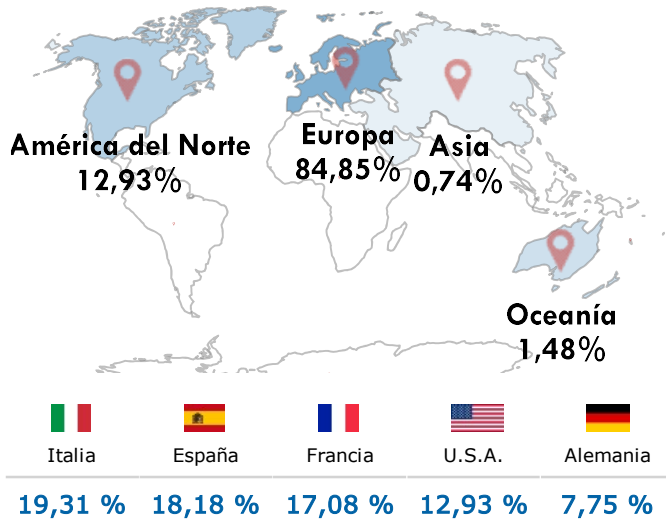 América del Norte
12,93%
Europa
84,85%
Asia
0,74%
Oceanía
1,48%
Italia
España
Francia
U.S.A.
Alemania
19,31 %
18,18 %
17,08 %
12,93 %
7,75 %